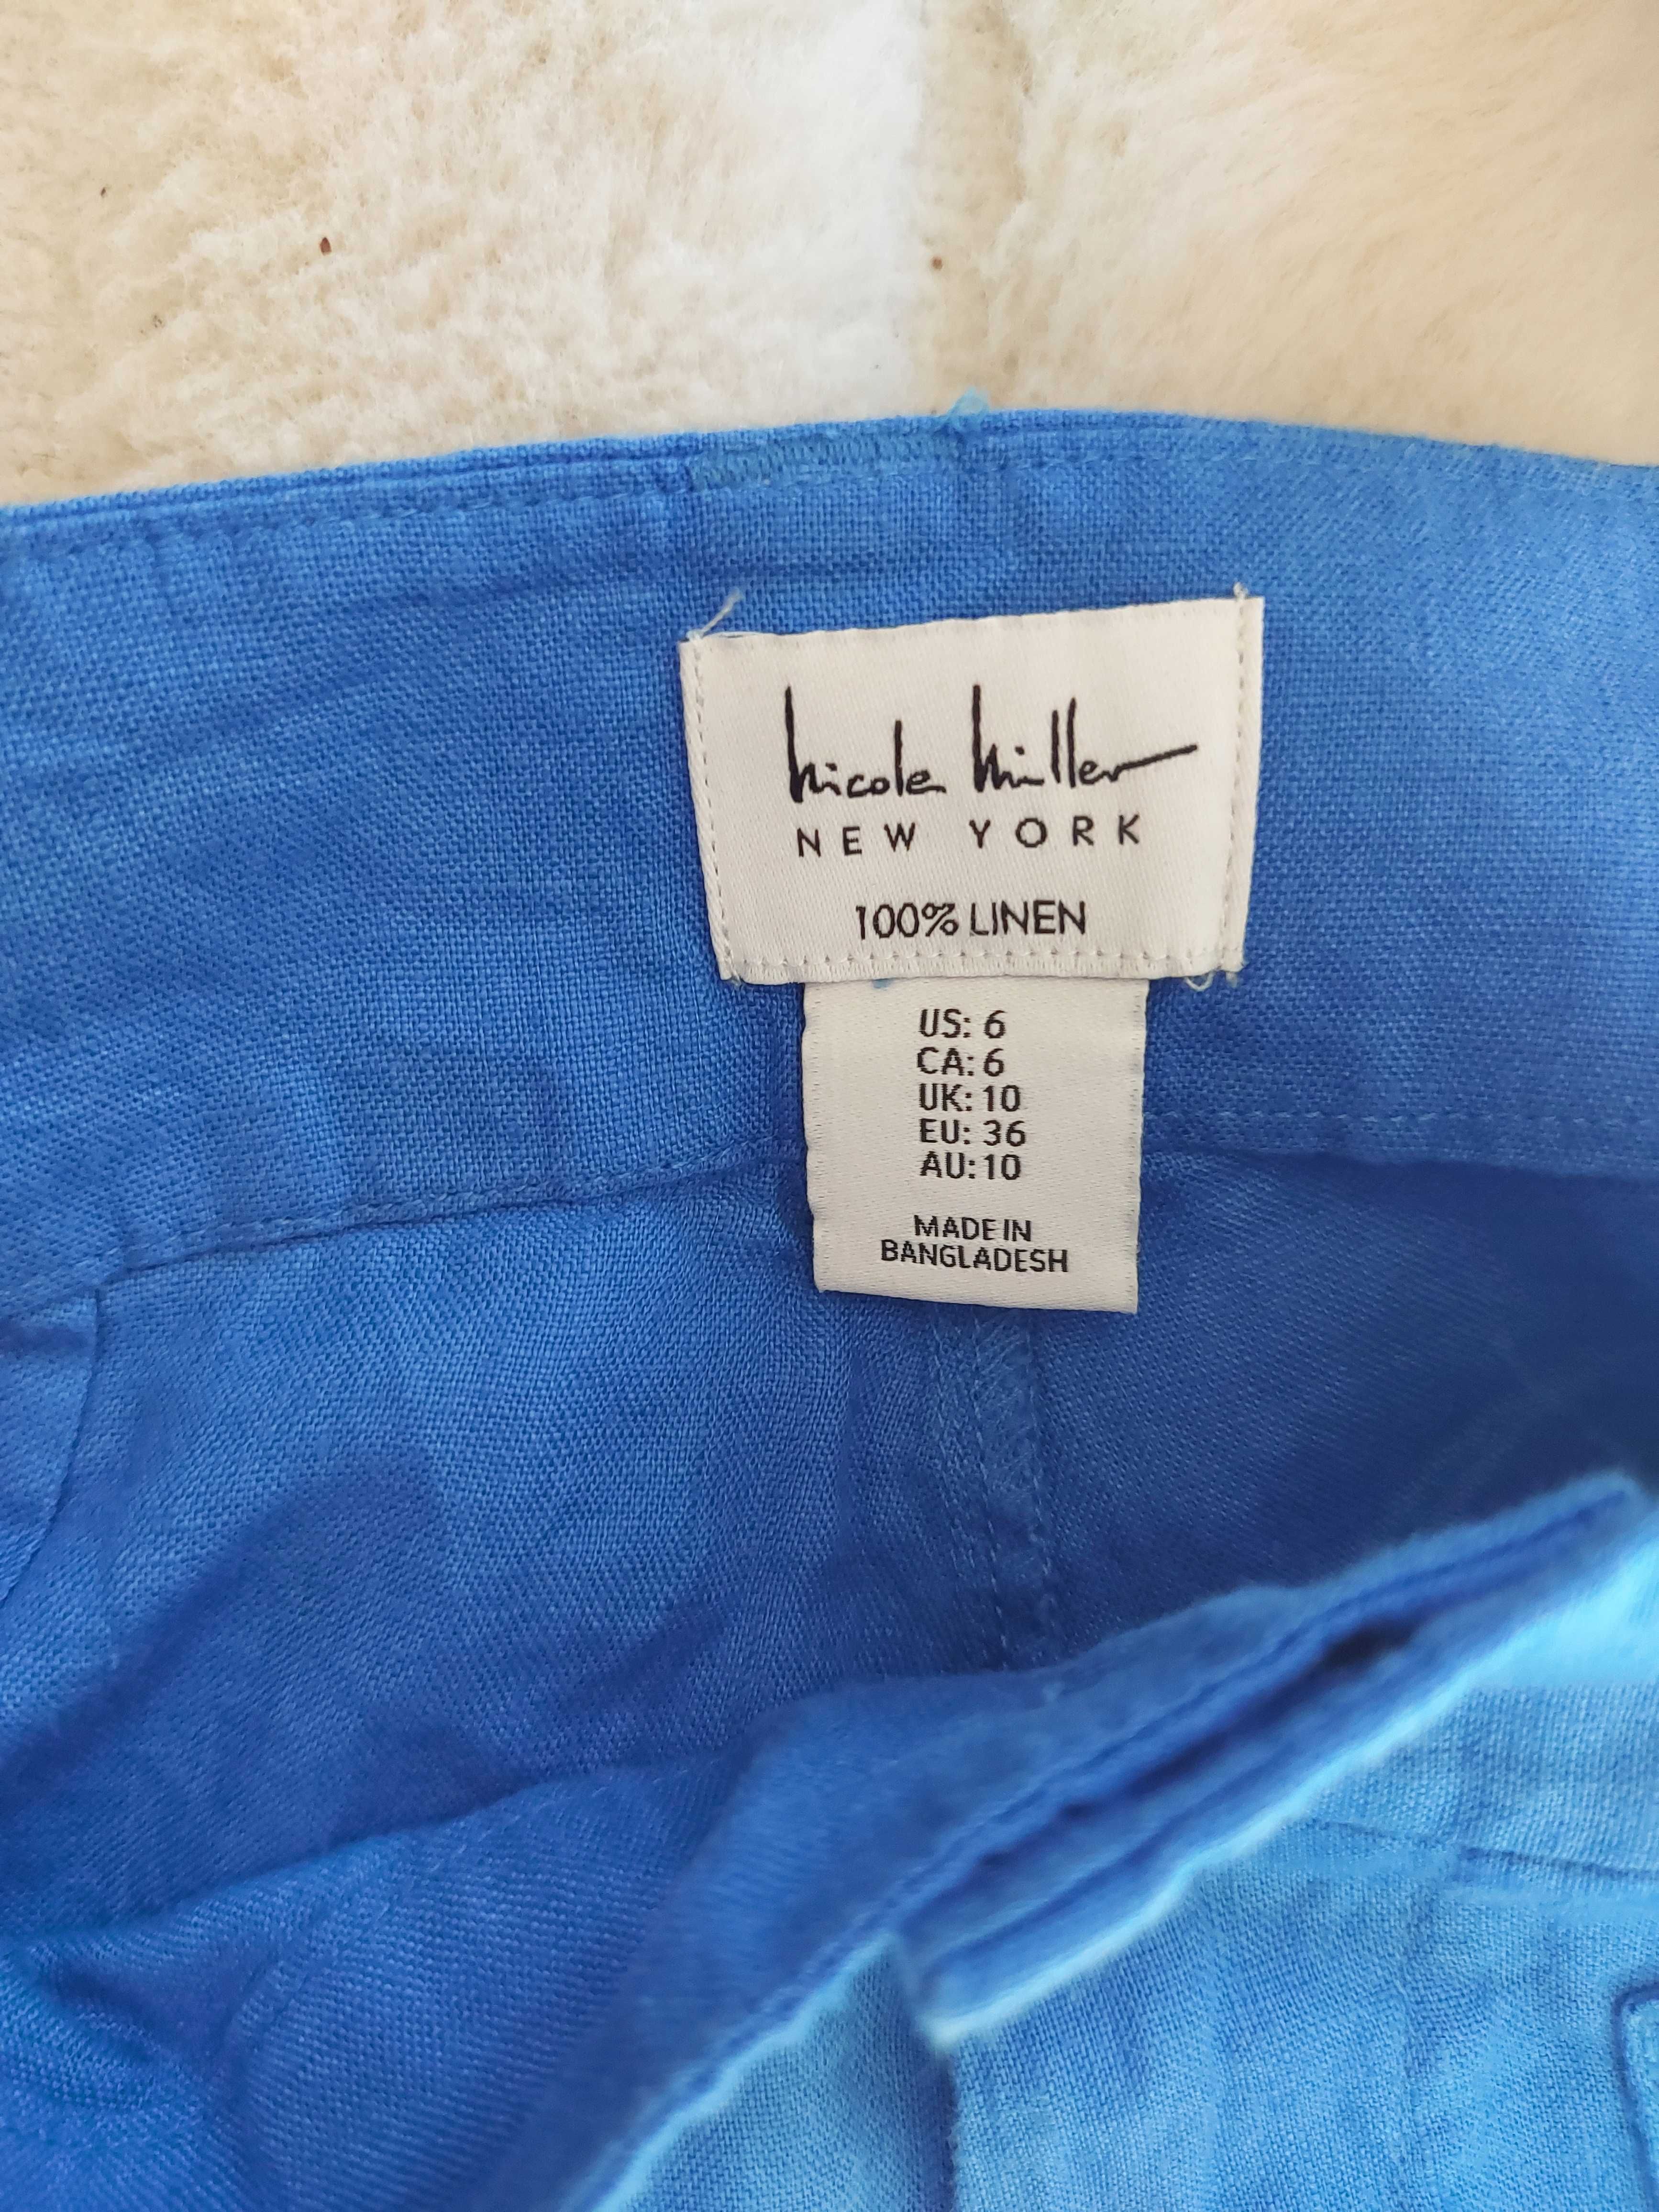 Nicole Miller
NEW YORK
100% LINEN
US: 6
CA: 6
UK: 10
EU: 36
AU: 10
MADE IN
BANGLADESH